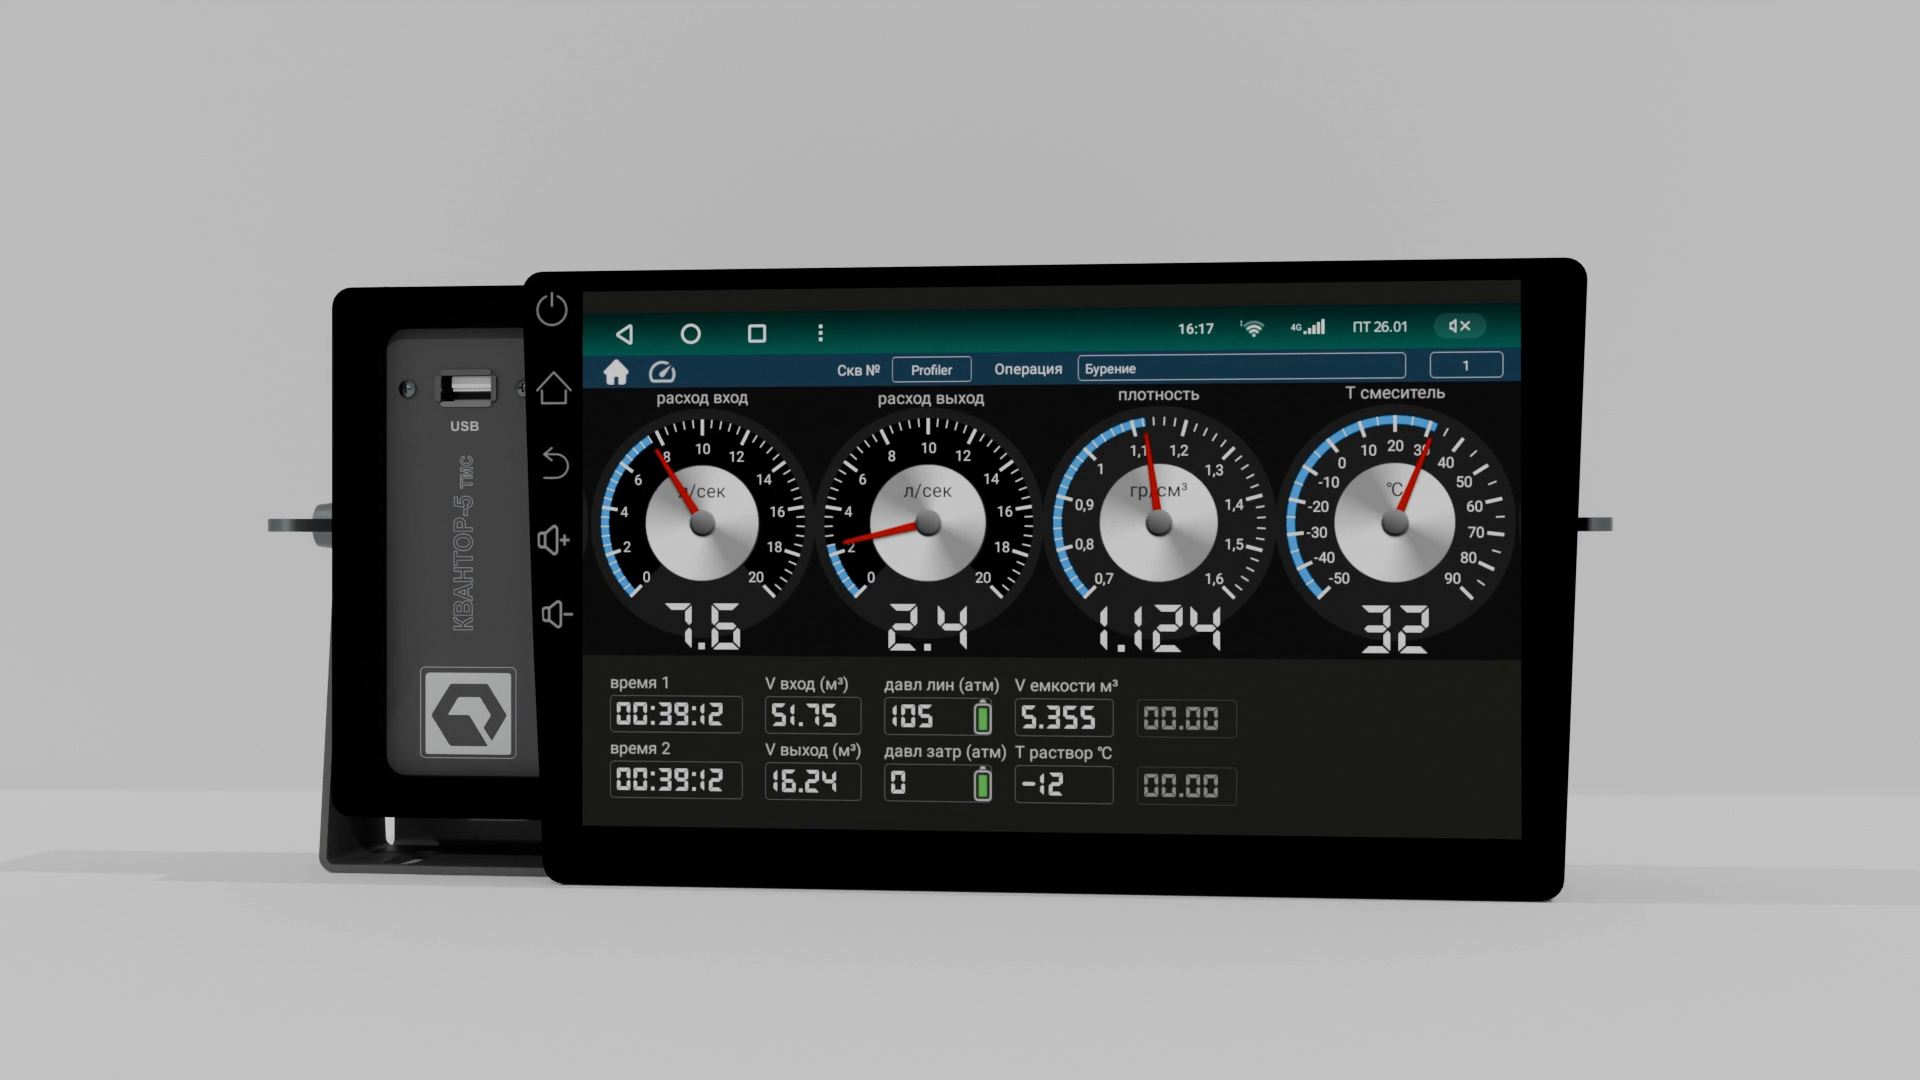 16:17 4G ПТ 26.01
Скв № Profiler Операция Бурение 1
расход вход
10
8 12
6 14
л/сек
4 16
2 18
0 20
7.6
расход выход
10
8 12
6 14
л/сек
4 16
2 18
0 20
2.4
плотность
1,1 1,2
1 1,3
гр/см³
0,9 1,4
0,8 1,5
0,7 1,6
1.124
Т смеситель
10 20 30
0 40
-10 °C 50
-20 60
-30 70
-40 80
-50 90
32
время 1 V вход (м³) давл лин (атм) V емкости м³
00:39:12 51.75 105 5.355 00.00
время 2 V выход (м³) давл затр (атм) Т раствор °C
00:39:12 16.24 0 -12 00.00
USB
КВАНТОР-5 ТМС